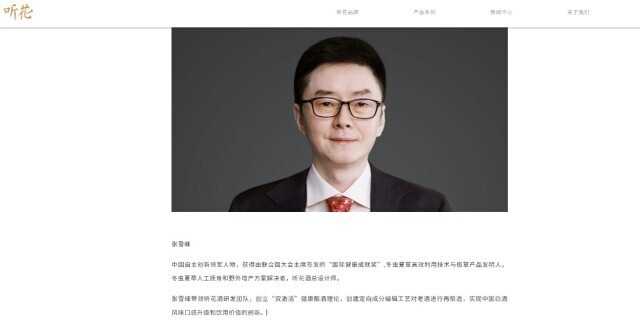 听花
听花品牌 产品系列 新闻中心 关于我们
张雪峰
中国自主创新领军人物，获得由联合国大会主席签发的“国际健康成就奖”,冬虫夏草高效利用技术与极草产品发明人，
冬虫夏草人工抚育和野外增产方案解决者，听花酒总设计师。
张雪峰带领听花酒研发团队，创立“双激活”健康酿酒理论，创建定向成分编辑工艺对老酒进行再酿造，实现中国白酒
风味口感升级和饮用价值的创新。